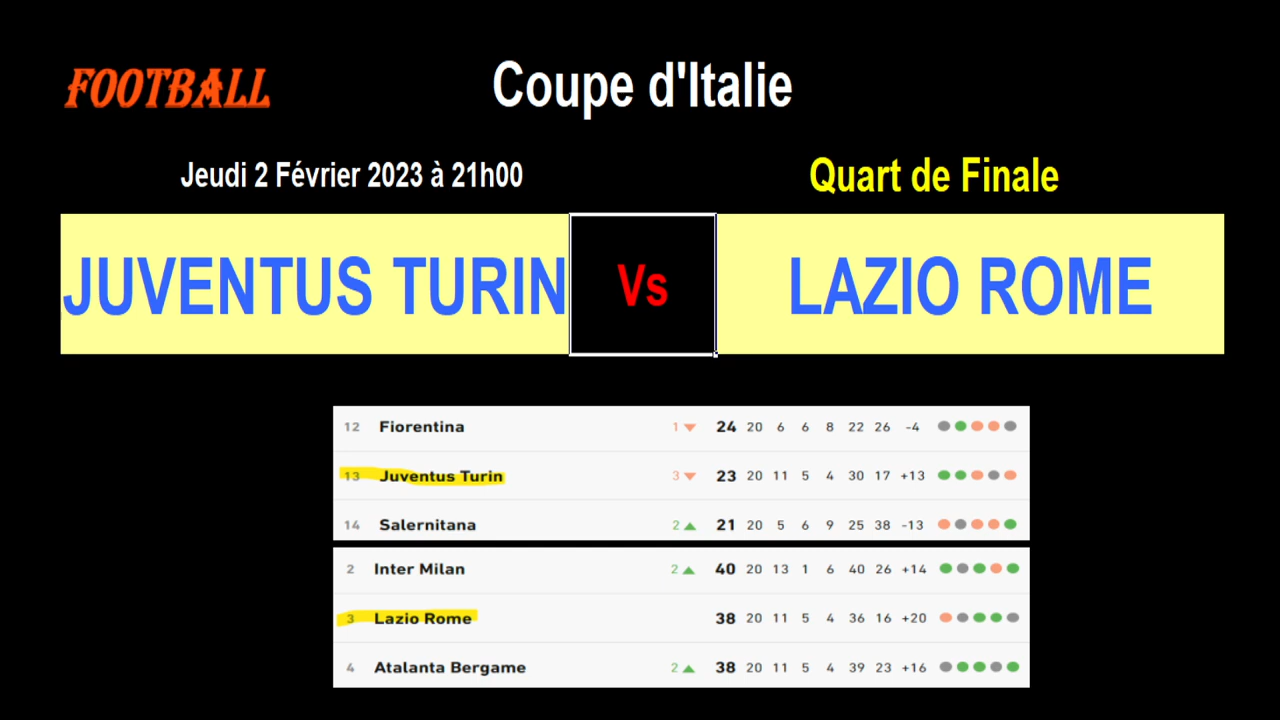 FOOTBALL
Coupe d'Italie
Jeudi 2 Février 2023 à 21h00
Quart de Finale
JUVENTUS TURIN Vs LAZIO ROME
12 Fiorentina 1 24 20 6 6 8 22 26 -4
13 Juventus Turin 3 23 20 11 5 4 30 17 +13
14 Salernitana 2 21 20 5 6 9 25 38 -13
2 Inter Milan 2 40 20 13 1 6 40 26 +14
3 Lazio Rome 38 20 11 5 4 36 16 +20
4 Atalanta Bergame 2 38 20 11 5 4 39 23 +16